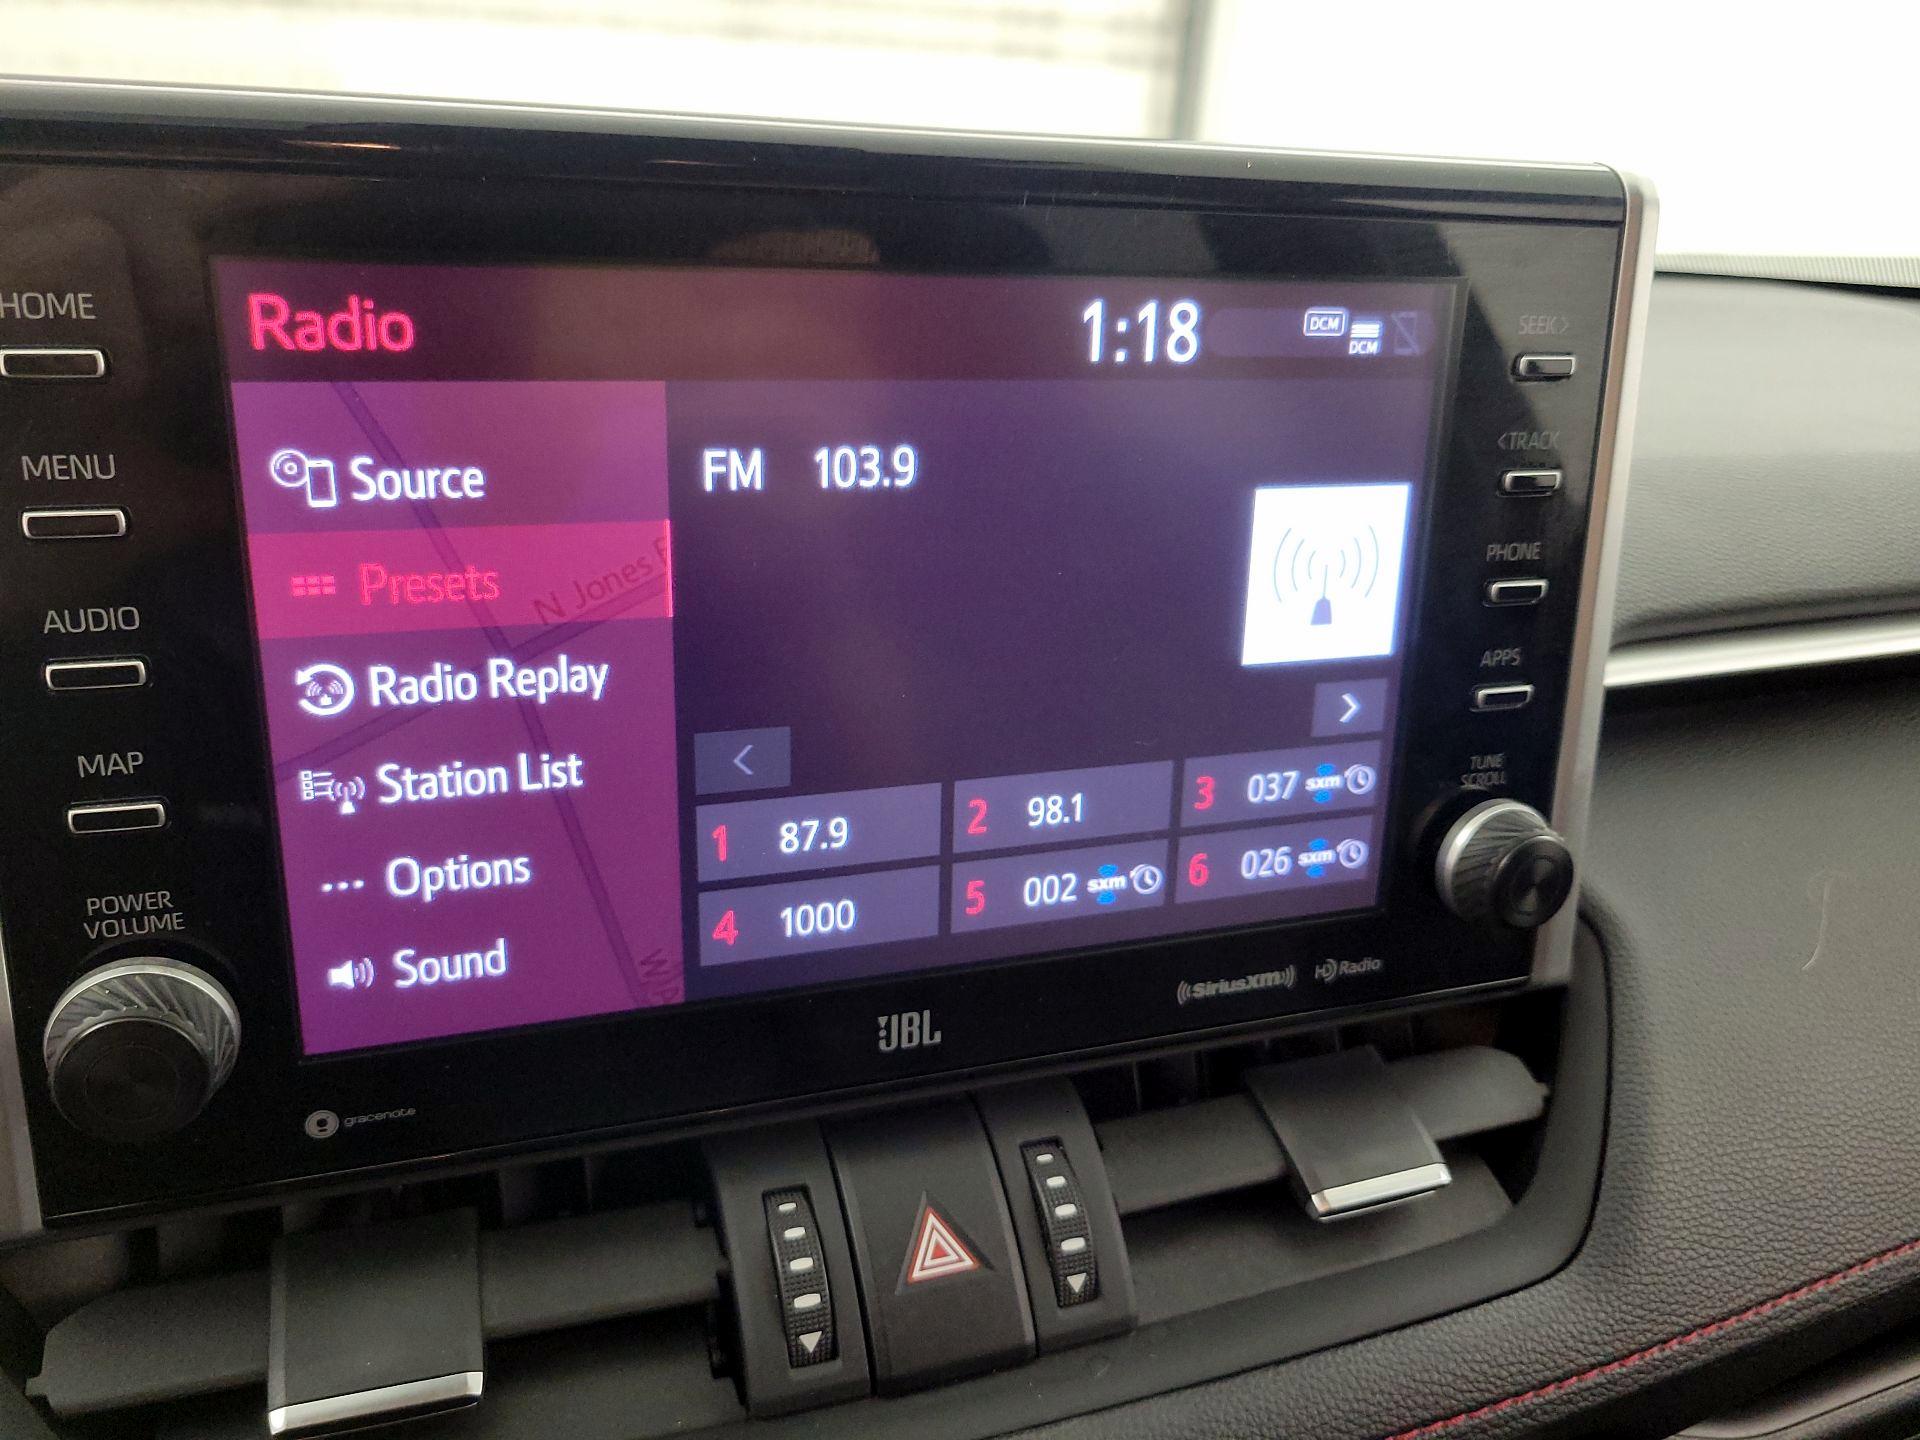 HOME
MENU
AUDIO
MAP
POWER
VOLUME
Radio
1:18
DCM
DCM
Source
Presets
N Jones
Radio Replay
Station List
... Options
Sound
FM 103.9
<
>
1 87.9
2 98.1
3 037 sxm
4 1000
5 002 sxm
6 026 sxm
SEEK>
<TRACK
PHONE
APPS
TUNE
SCROLL
gracenote
JBL
((SiriusXM))
HD Radio